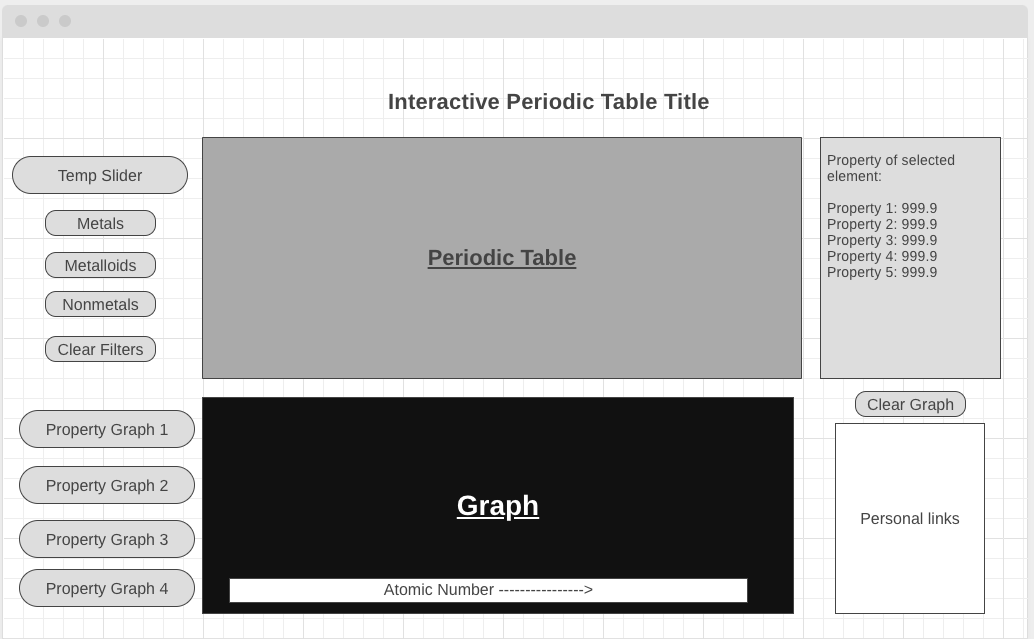 Interactive Periodic Table Title
Temp Slider
Metals
Metalloids
Nonmetals
Clear Filters
Periodic Table
Property of selected
element:
Property 1: 999.9
Property 2: 999.9
Property 3: 999.9
Property 4: 999.9
Property 5: 999.9
Property Graph 1
Property Graph 2
Property Graph 3
Property Graph 4
Graph
Atomic Number ---------------->
Clear Graph
Personal links